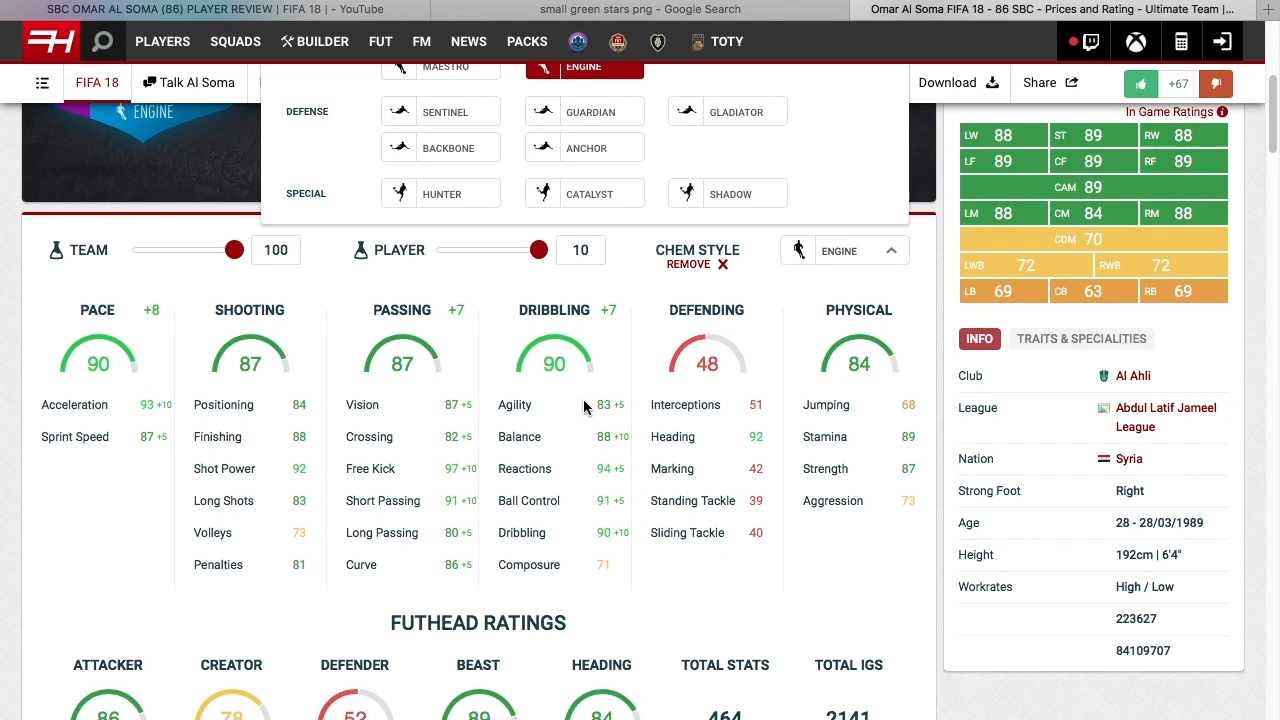 SBC OMAR AL SOMA (86) PLAYER REVIEW | FIFA 18 | - YouTube
small green stars png - Google Search
Omar Al Soma FIFA 18 - 86 SBC - Prices and Rating - Ultimate Team |...
PLAYERS SQUADS BUILDER FUT FM NEWS PACKS TOTY
FIFA 18 Talk Al Soma Download Share +67
MAESTRO ENGINE
ENGINE
DEFENSE SENTINEL GUARDIAN GLADIATOR
BACKBONE ANCHOR
SPECIAL HUNTER CATALYST SHADOW
TEAM 100 PLAYER 10 CHEM STYLE ENGINE
REMOVE X
PACE +8 SHOOTING PASSING +7 DRIBBLING +7 DEFENDING PHYSICAL
90 87 87 90 48 84
Acceleration 93 +10 Positioning 84 Vision 87 +5 Agility 83 +5 Interceptions 51 Jumping 68
Sprint Speed 87 +5 Finishing 88 Crossing 82 +5 Balance 88 +10 Heading 92 Stamina 89
Shot Power 92 Free Kick 97 +10 Reactions 94 +5 Marking 42 Strength 87
Long Shots 83 Short Passing 91 +10 Ball Control 91 +5 Standing Tackle 39 Aggression 73
Volleys 73 Long Passing 80 +5 Dribbling 90 +10 Sliding Tackle 40
Penalties 81 Curve 86 +5 Composure 71
FUTHEAD RATINGS
ATTACKER CREATOR DEFENDER BEAST HEADING TOTAL STATS TOTAL IGS
86 78 52 89 84 464 2141
In Game Ratings
LW 88 ST 89 RW 88
LF 89 CF 89 RF 89
CAM 89
LM 88 CM 84 RM 88
CDM 70
LWB 72 RWB 72
LB 69 CB 63 RB 69
INFO TRAITS & SPECIALITIES
Club Al Ahli
League Abdul Latif Jameel
League
Nation Syria
Strong Foot Right
Age 28 - 28/03/1989
Height 192cm | 6'4"
Workrates High / Low
223627
84109707